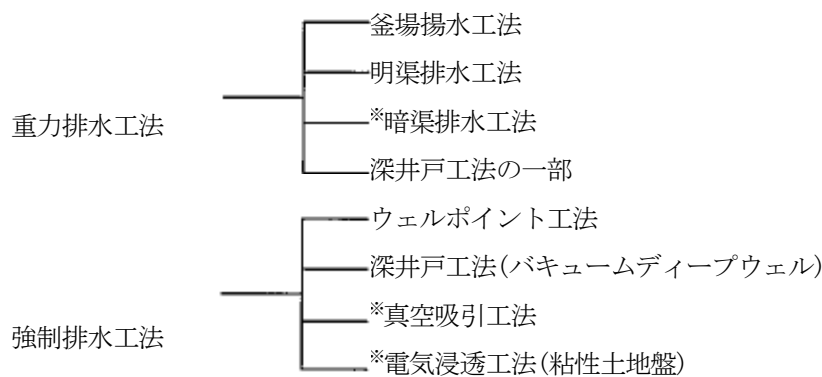 釜場揚水工法
明渠排水工法
重力排水工法
※暗渠排水工法
深井戸工法の一部
ウェルポイント工法
深井戸工法(バキュームディープウェル)
※真空吸引工法
強制排水工法
※電気浸透工法(粘性土地盤)